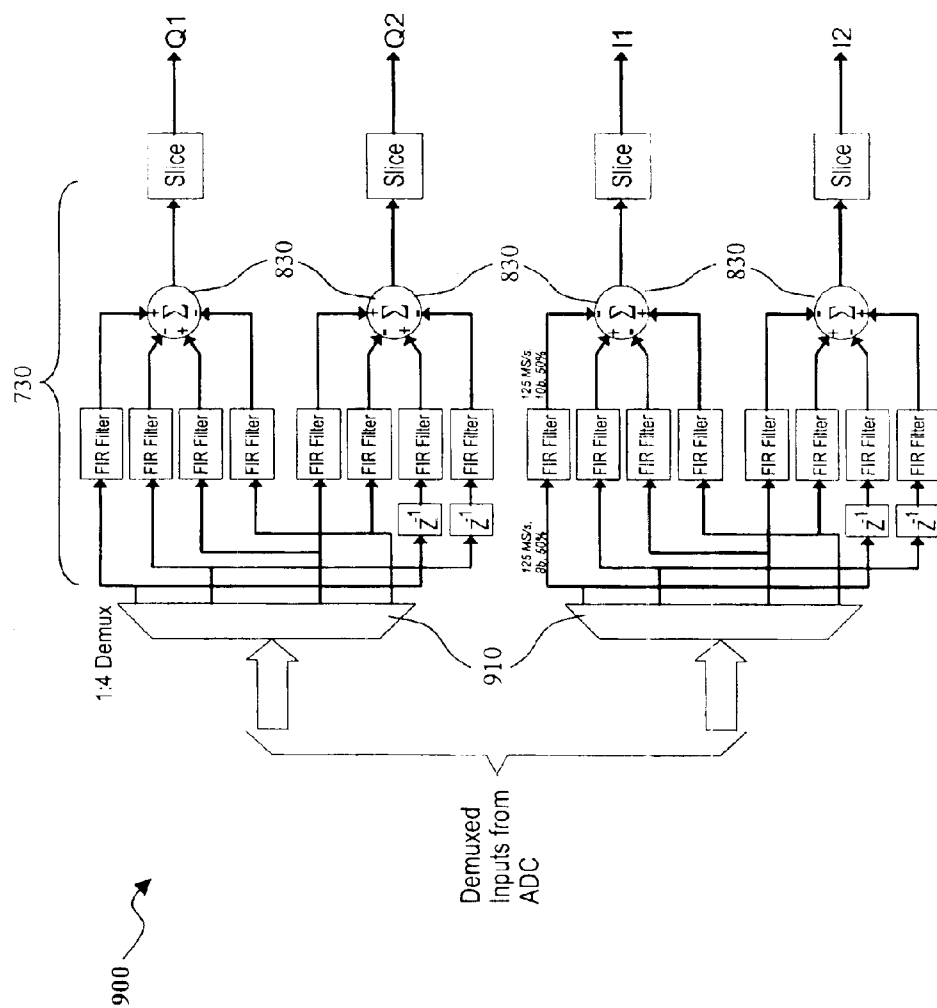 900
730
1:4 Demux
FIR Filter
FIR Filter
FIR Filter
FIR Filter
- + Σ - +
830
Slice
Q1
FIR Filter
FIR Filter
Z-1
FIR Filter
Z-1
FIR Filter
+ - Σ + -
830
Slice
Q2
Demuxed
Inputs from
ADC
910
125 MS/s,
8b, 50%
125 MS/s,
10b, 50%
FIR Filter
FIR Filter
FIR Filter
FIR Filter
- + Σ - +
830
Slice
I1
FIR Filter
FIR Filter
Z-1
FIR Filter
Z-1
FIR Filter
- + Σ - +
830
Slice
I2